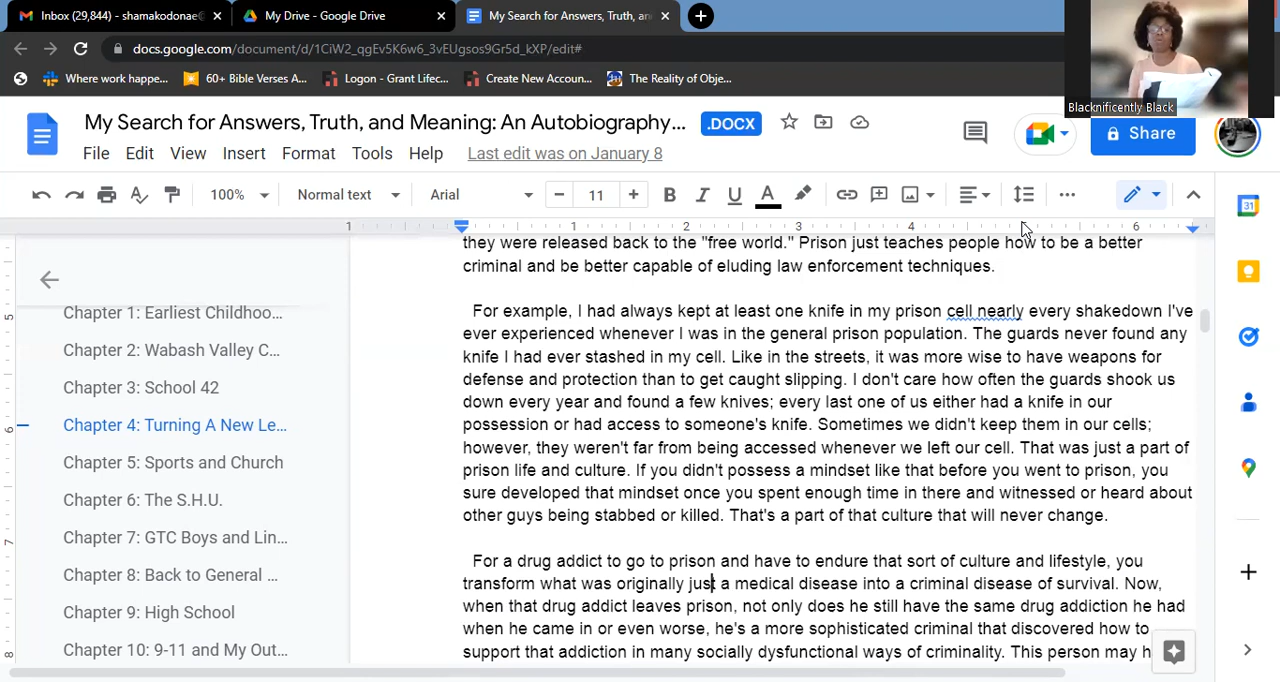 Inbox (29,844) - shamakodonae@
My Drive - Google Drive
My Search for Answers, Truth, an
docs.google.com/document/d/1CiW2_qgEv5K6w6_3vEUgsos9Gr5d_kXP/edit#
Where work happe...
60+ Bible Verses A...
Logon - Grant Lifec...
Create New Accoun...
The Reality of Obje...
Blacknificently Black
My Search for Answers, Truth, and Meaning: An Autobiography...
.DOCX
Share
File Edit View Insert Format Tools Help Last edit was on January 8
100% Normal text Arial 11 B I U A
1 1 2 3 4 6
they were released back to the "free world." Prison just teaches people how to be a better
criminal and be better capable of eluding law enforcement techniques.
For example, I had always kept at least one knife in my prison cell nearly every shakedown I've
ever experienced whenever I was in the general prison population. The guards never found any
knife I had ever stashed in my cell. Like in the streets, it was more wise to have weapons for
defense and protection than to get caught slipping. I don't care how often the guards shook us
down every year and found a few knives; every last one of us either had a knife in our
possession or had access to someone's knife. Sometimes we didn't keep them in our cells;
however, they weren't far from being accessed whenever we left our cell. That was just a part of
prison life and culture. If you didn't possess a mindset like that before you went to prison, you
sure developed that mindset once you spent enough time in there and witnessed or heard about
other guys being stabbed or killed. That's a part of that culture that will never change.
For a drug addict to go to prison and have to endure that sort of culture and lifestyle, you
transform what was originally just a medical disease into a criminal disease of survival. Now,
when that drug addict leaves prison, not only does he still have the same drug addiction he had
when he came in or even worse, he's a more sophisticated criminal that discovered how to
support that addiction in many socially dysfunctional ways of criminality. This person may h
Chapter 1: Earliest Childhoo...
Chapter 2: Wabash Valley C...
Chapter 3: School 42
Chapter 4: Turning A New Le...
Chapter 5: Sports and Church
Chapter 6: The S.H.U.
Chapter 7: GTC Boys and Lin...
Chapter 8: Back to General ...
Chapter 9: High School
Chapter 10: 9-11 and My Out...
5
6
7
8
31